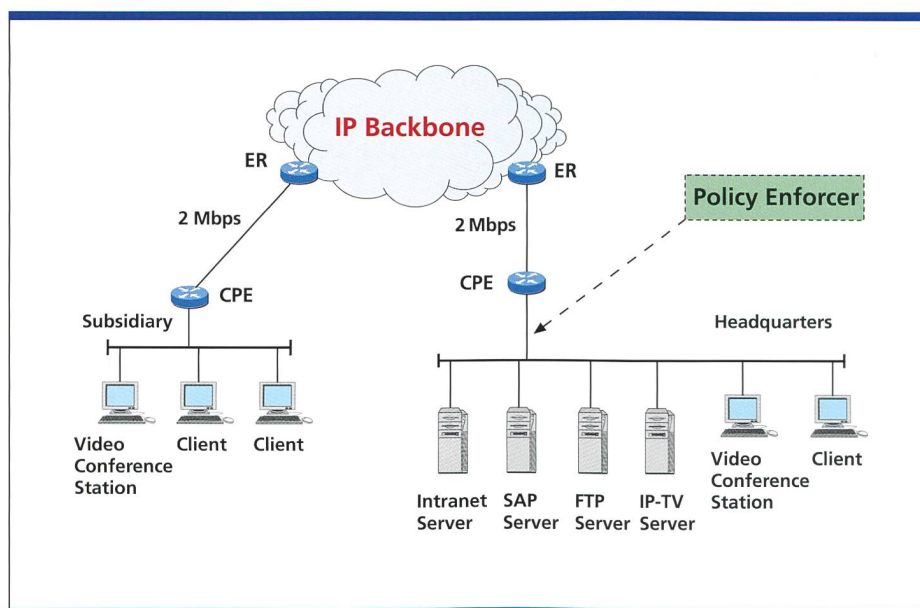 IP Backbone
ER
ER
Policy Enforcer
2 Mbps
2 Mbps
CPE
CPE
Subsidiary
Headquarters
Video
Conference
Station
Client
Client
Intranet
Server
SAP
Server
FTP
Server
IP-TV
Server
Video
Conference
Station
Client